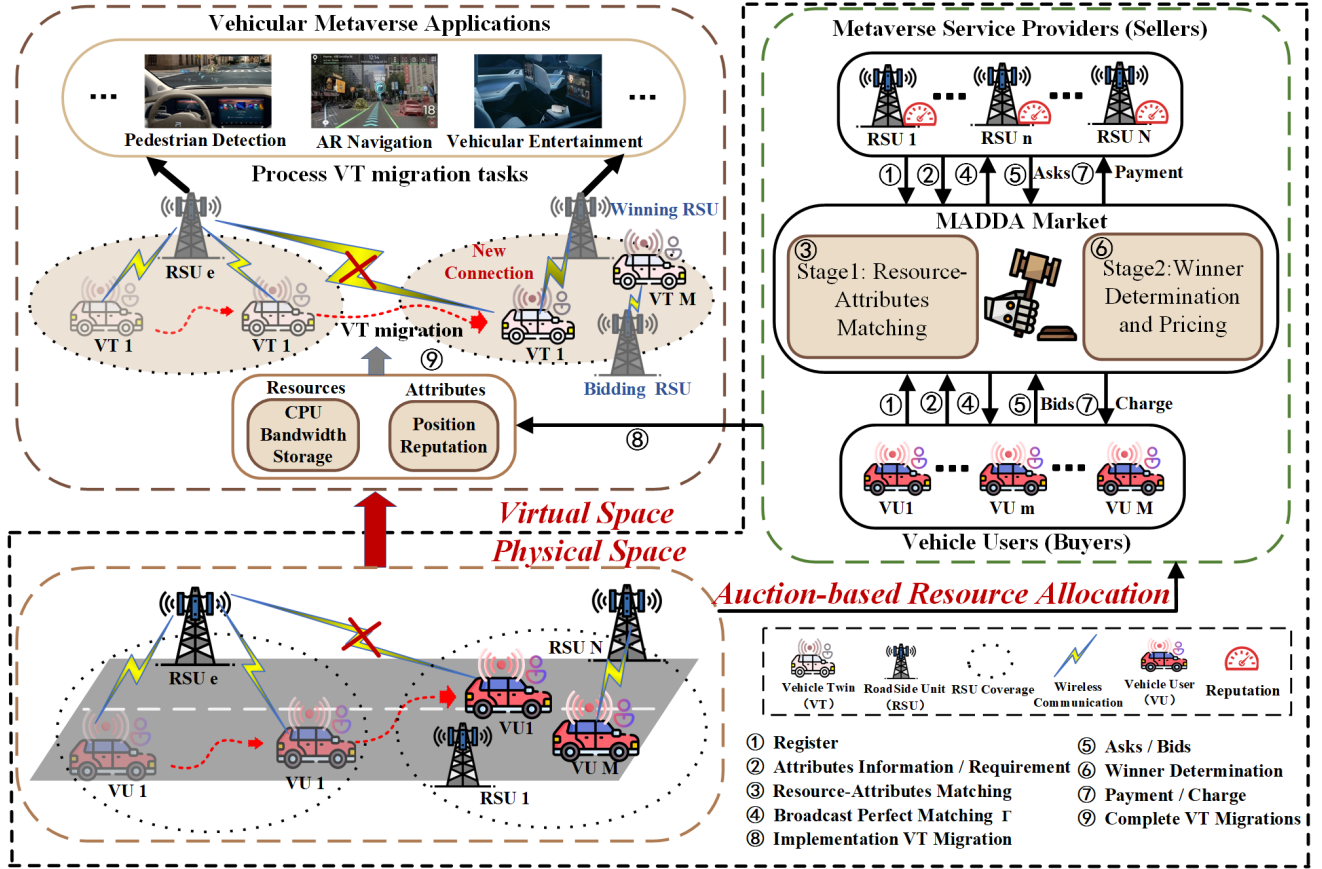 Vehicular Metaverse Applications
...
...
Pedestrian Detection
AR Navigation
Vehicular Entertainment
18
Process VT migration tasks
RSU e
Winning RSU
New
Connection
VT M
VT 1
VT 1
VT migration
VT 1
Bidding RSU
⑨
Resources
CPU
Bandwidth
Storage
Attributes
Position
Reputation
⑧
Metaverse Service Providers (Sellers)
RSU 1
RSU n
RSU N
①
②
④
⑤
Asks
⑦
Payment
MADDA Market
③
Stage1: Resource-
Attributes
Matching
⑥
Stage2:Winner
Determination
and Pricing
①
②
④
⑤
Bids
⑦
Charge
VU1
VU m
VU M
Vehicle Users (Buyers)
Virtual Space
Physical Space
Auction-based Resource Allocation
RSU e
RSU N
VU 1
VU 1
VU1
VU M
RSU 1
Vehicle Twin
（VT）
Road Side Unit
（RSU）
RSU Coverage
Wireless
Communication
Vehicle User
（VU）
Reputation
① Register
② Attributes Information / Requirement
③ Resource-Attributes Matching
④ Broadcast Perfect Matching Γ
⑧ Implementation VT Migration
⑤ Asks / Bids
⑥ Winner Determination
⑦ Payment / Charge
⑨ Complete VT Migrations